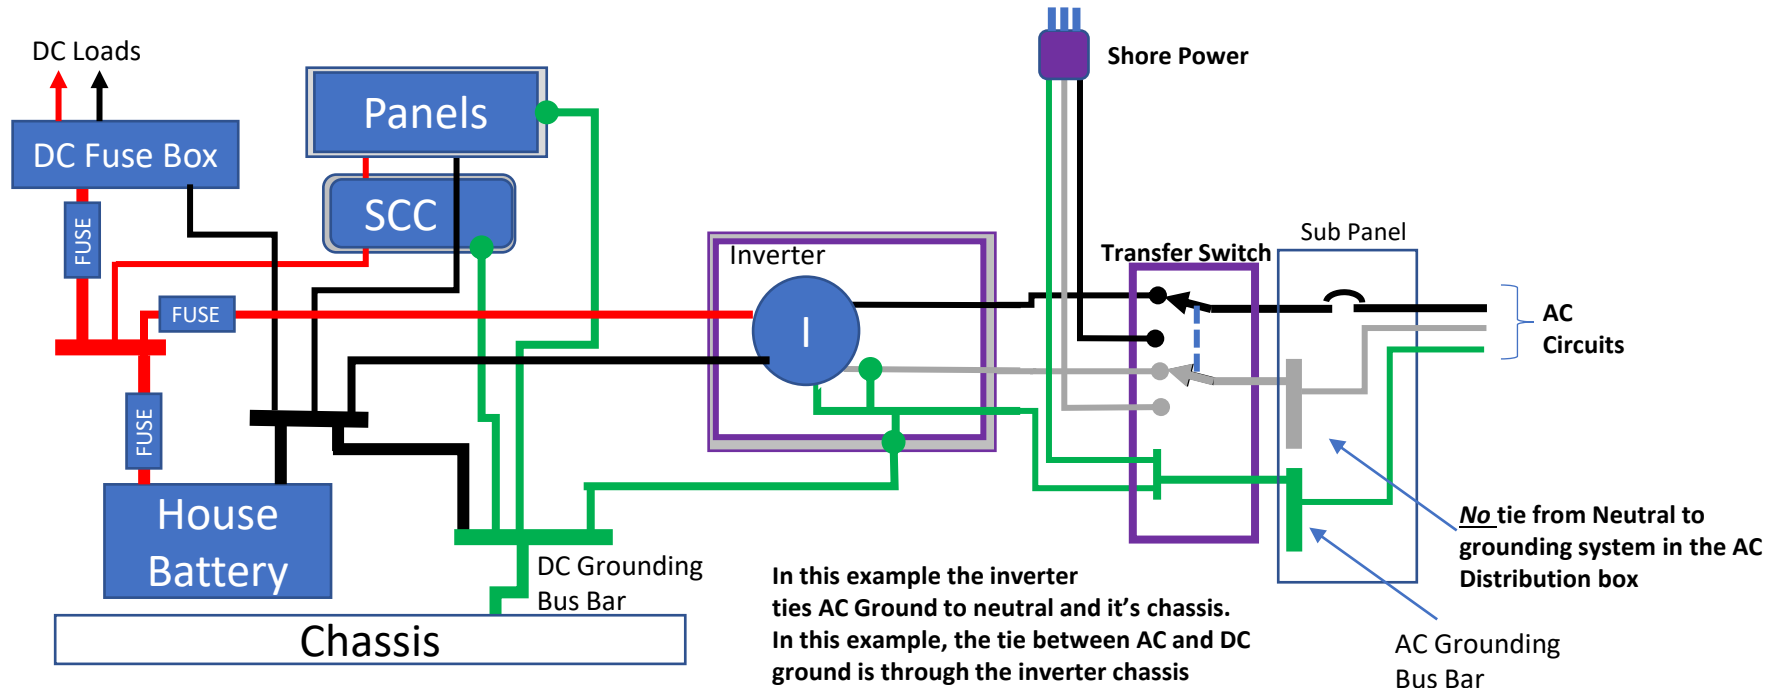 DC Loads
Shore Power
Panels
DC Fuse Box
SCC
FUSE
Sub Panel
Transfer Switch
Inverter
FUSE
I
AC
Circuits
FUSE
House
Battery
No tie from Neutral to
grounding system in the AC
Distribution box
DC Grounding
Bus Bar
In this example the inverter
ties AC Ground to neutral and it's chassis.
In this example, the tie between AC and DC
ground is through the inverter chassis
Chassis
AC Grounding
Bus Bar